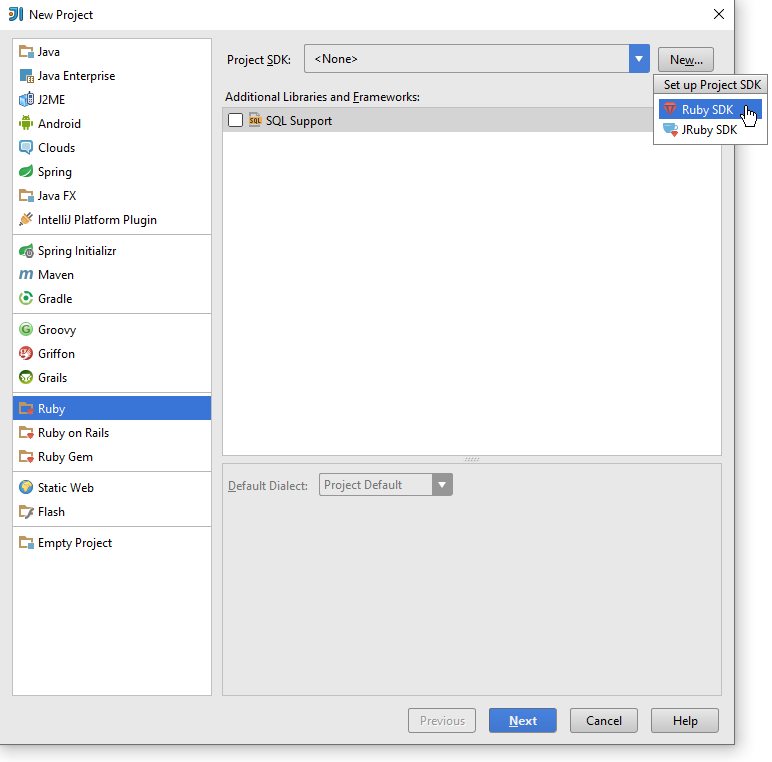 New Project
Java
Java Enterprise
J2ME
Android
Clouds
Spring
Java FX
IntelliJ Platform Plugin
Spring Initializr
Maven
Gradle
Groovy
Griffon
Grails
Ruby
Ruby on Rails
Ruby Gem
Static Web
Flash
Empty Project
Project SDK: <None> New...
Set up Project SDK
Ruby SDK
JRuby SDK
Additional Libraries and Frameworks:
SQL Support
Default Dialect: Project Default
Previous Next Cancel Help